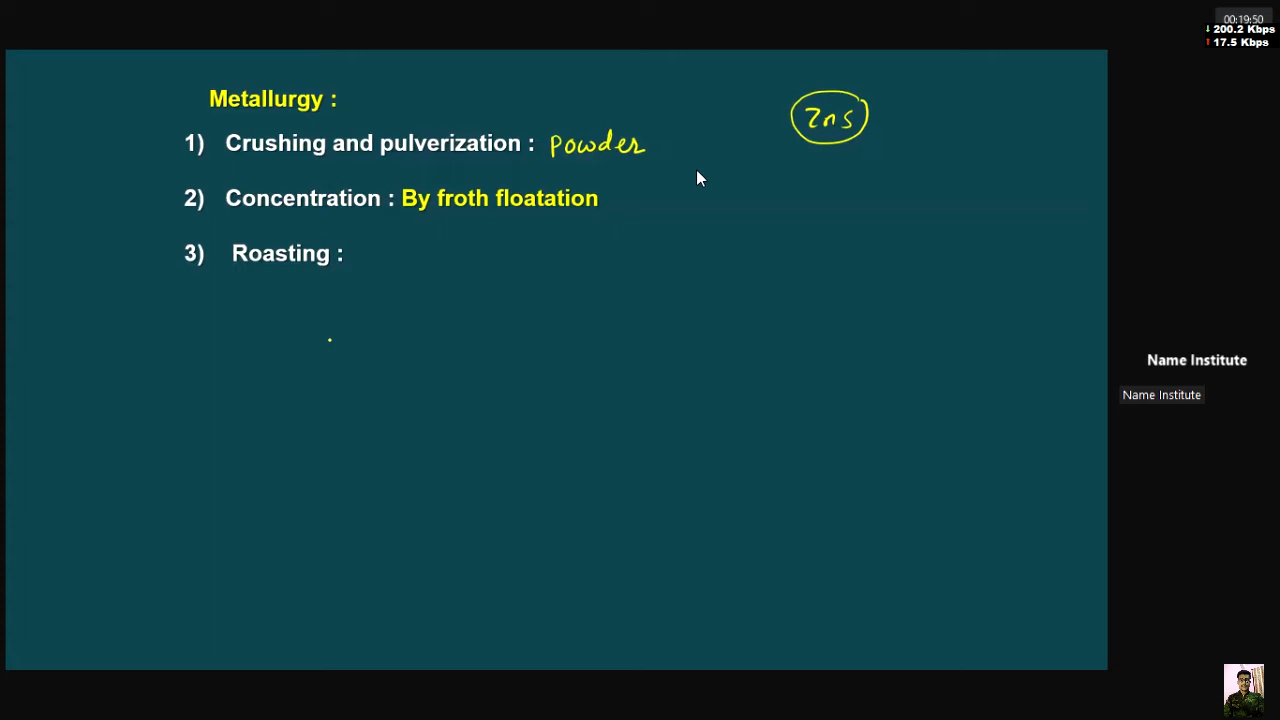 00:19:50
↓ 200.2 Kbps
↑ 17.5 Kbps
Metallurgy :
Zns
1) Crushing and pulverization : powder
2) Concentration : By froth floatation
3) Roasting :
Name Institute
Name Institute